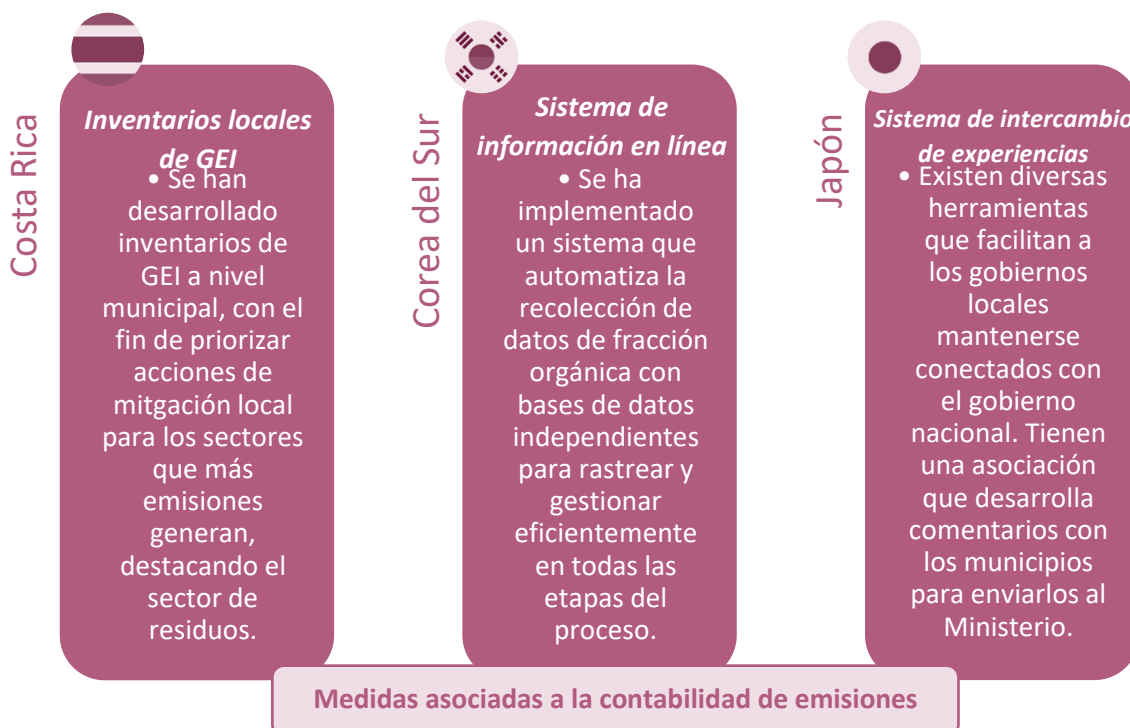 Costa Rica
Inventarios locales
de GEI
• Se han
desarrollado
inventarios de
GEI a nivel
municipal, con el
fin de priorizar
acciones de
mitgación local
para los sectores
que más
emisiones
generan,
destacando el
sector de
residuos.
Corea del Sur
Sistema de
información en línea
• Se ha
implementado
un sistema que
automatiza la
recolección de
datos de fracción
orgánica con
bases de datos
independientes
para rastrear y
gestionar
eficientemente
en todas las
etapas del
proceso.
Japón
Sistema de intercambio
de experiencias
• Existen diversas
herramientas
que facilitan a
los gobiernos
locales
mantenerse
conectados con
el gobierno
nacional. Tienen
una asociación
que desarrolla
comentarios con
los municipios
para enviarlos al
Ministerio.
Medidas asociadas a la contabilidad de emisiones